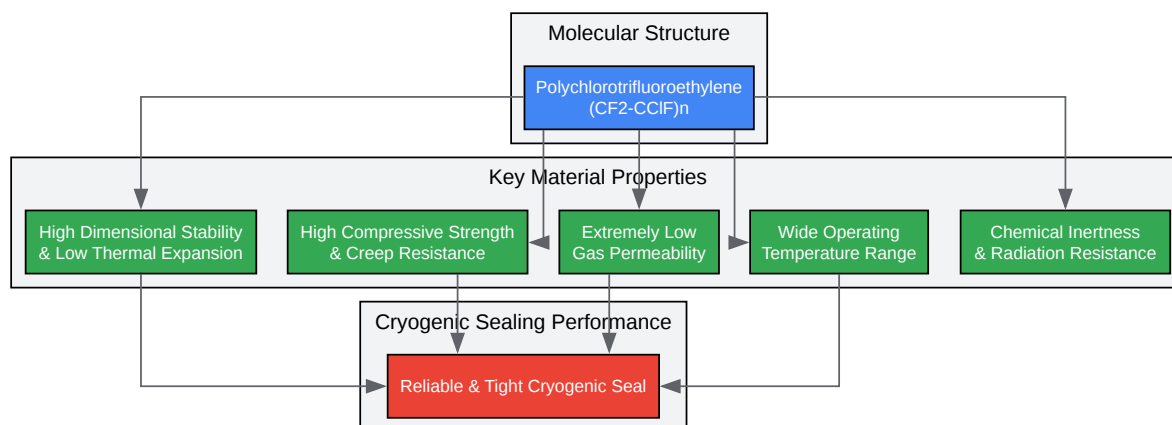 Molecular Structure
Polychlorotrifluoroethylene
(CF2-CClF)n
Key Material Properties
High Dimensional Stability
& Low Thermal Expansion
High Compressive Strength
& Creep Resistance
Extremely Low
Gas Permeability
Wide Operating
Temperature Range
Chemical Inertness
& Radiation Resistance
Cryogenic Sealing Performance
Reliable & Tight Cryogenic Seal